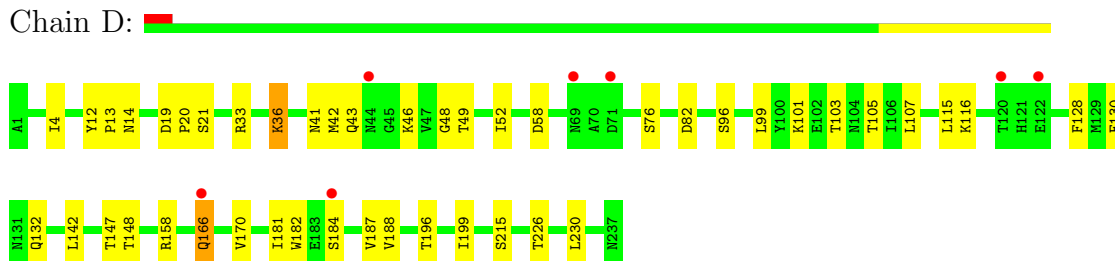 Chain D:
A1 I4 Y12 P13 N14 D19 P20 S21 R33 K36 N41 M42 Q43 N44 G45 K46 V47 G48 T49 I52 D58 N69 A70 D71 S76 D82 S96 L99 Y100 K101 E102 T103 N104 T105 I106 L107 L115 K116 T120 H121 E122 F128 M129
N131 Q132 L142 T147 T148 R158 Q166 V170 I181 W182 E183 S184 V187 V188 T196 I199 S215 T226 L230 N237